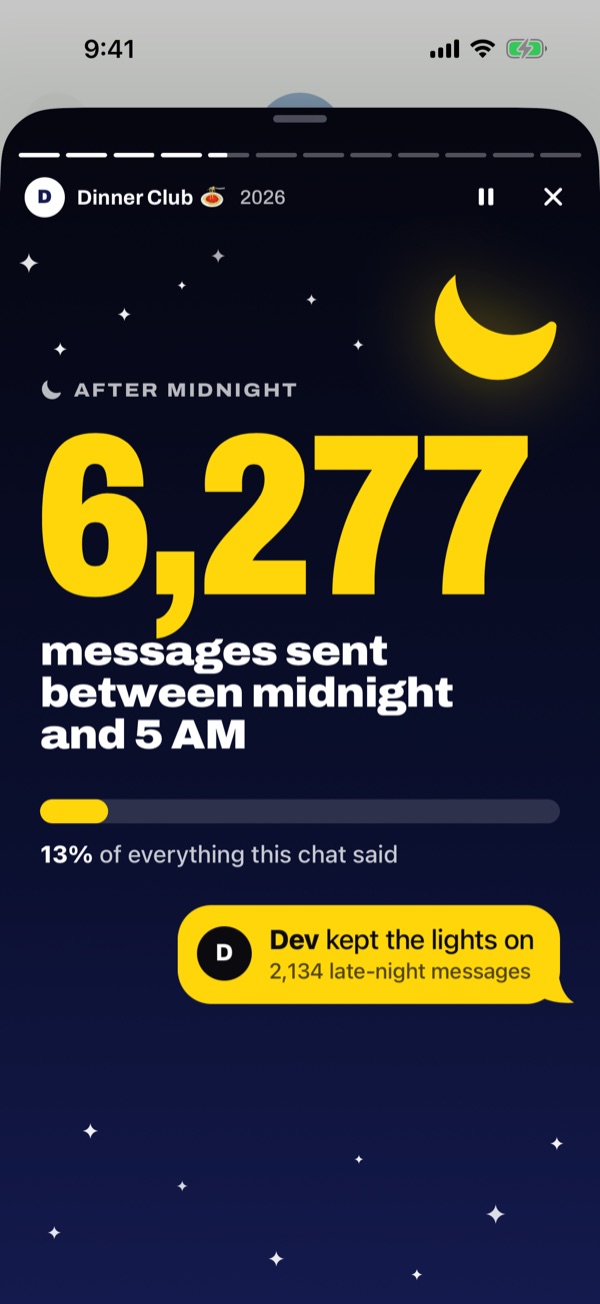 9:41
D Dinner Club 🍝 2026
AFTER MIDNIGHT
6,277
messages sent
between midnight
and 5 AM
13% of everything this chat said
D
Dev kept the lights on
2,134 late-night messages